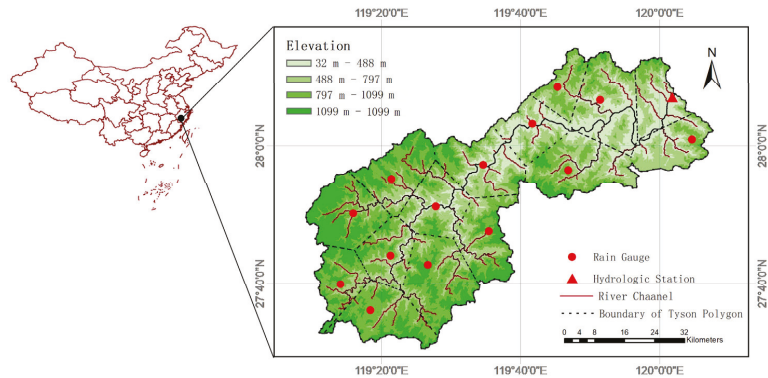 119°20'0"E 119°40'0"E 120°0'0"E
Elevation
32 m - 488 m
488 m - 797 m
797 m - 1099 m
1099 m - 1099 m
N
28°0'0"N 28°0'0"N
27°40'0"N 27°40'0"N
Rain Gauge
Hydrologic Station
River Chaanel
Boundary of Tyson Polygon
0 4 8 16 24 32
Kilometers
119°20'0"E 119°40'0"E 120°0'0"E